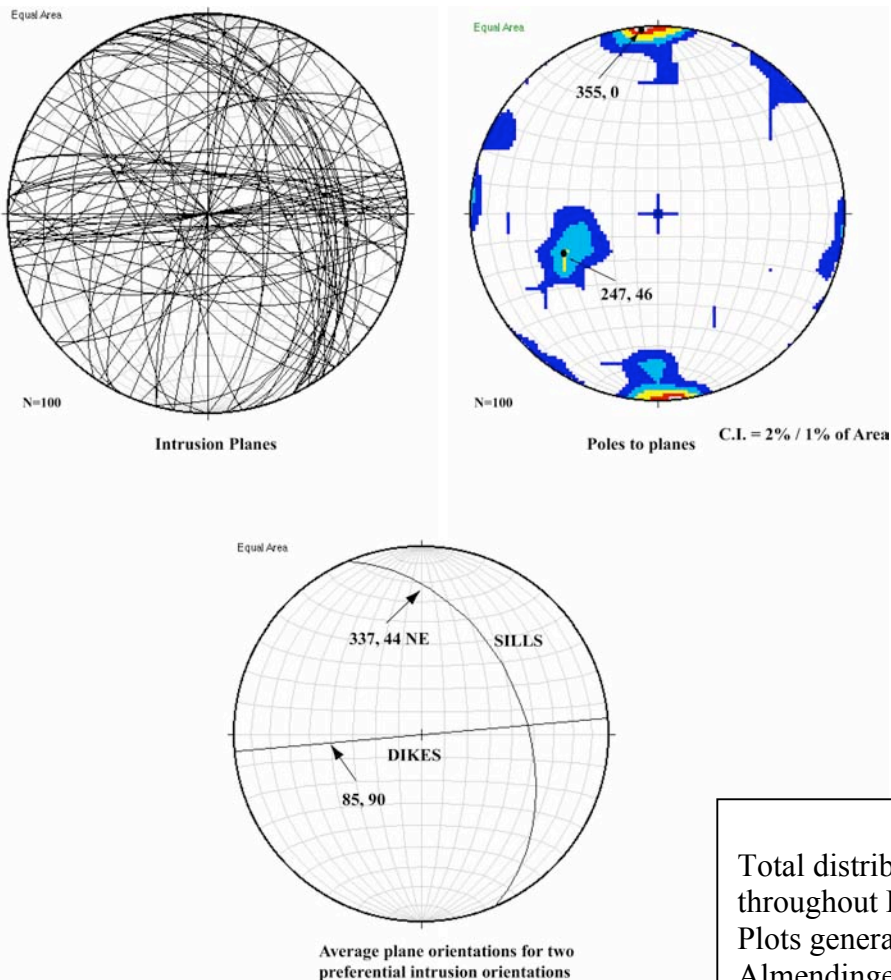 Equal Area
N=100
Intrusion Planes
Equal Area
355, 0
247, 46
N=100
Poles to planes
C.I. = 2% / 1% of Area
Equal Area
337, 44 NE
SILLS
DIKES
85, 90
Average plane orientations for two
preferential intrusion orientations
Total distrib
throughout
Plots genera
Almendinge